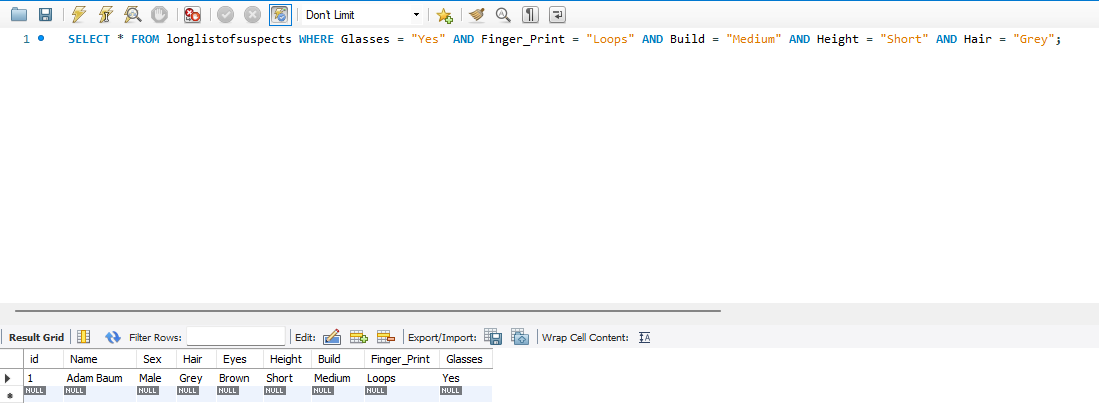 Don't Limit
1 SELECT * FROM longlistofsuspects WHERE Glasses = "Yes" AND Finger_Print = "Loops" AND Build = "Medium" AND Height = "Short" AND Hair = "Grey";
Result Grid Filter Rows: Edit: Export/Import: Wrap Cell Content: IA
id Name Sex Hair Eyes Height Build Finger_Print Glasses
1 Adam Baum Male Grey Brown Short Medium Loops Yes
NULL NULL NULL NULL NULL NULL NULL NULL NULL